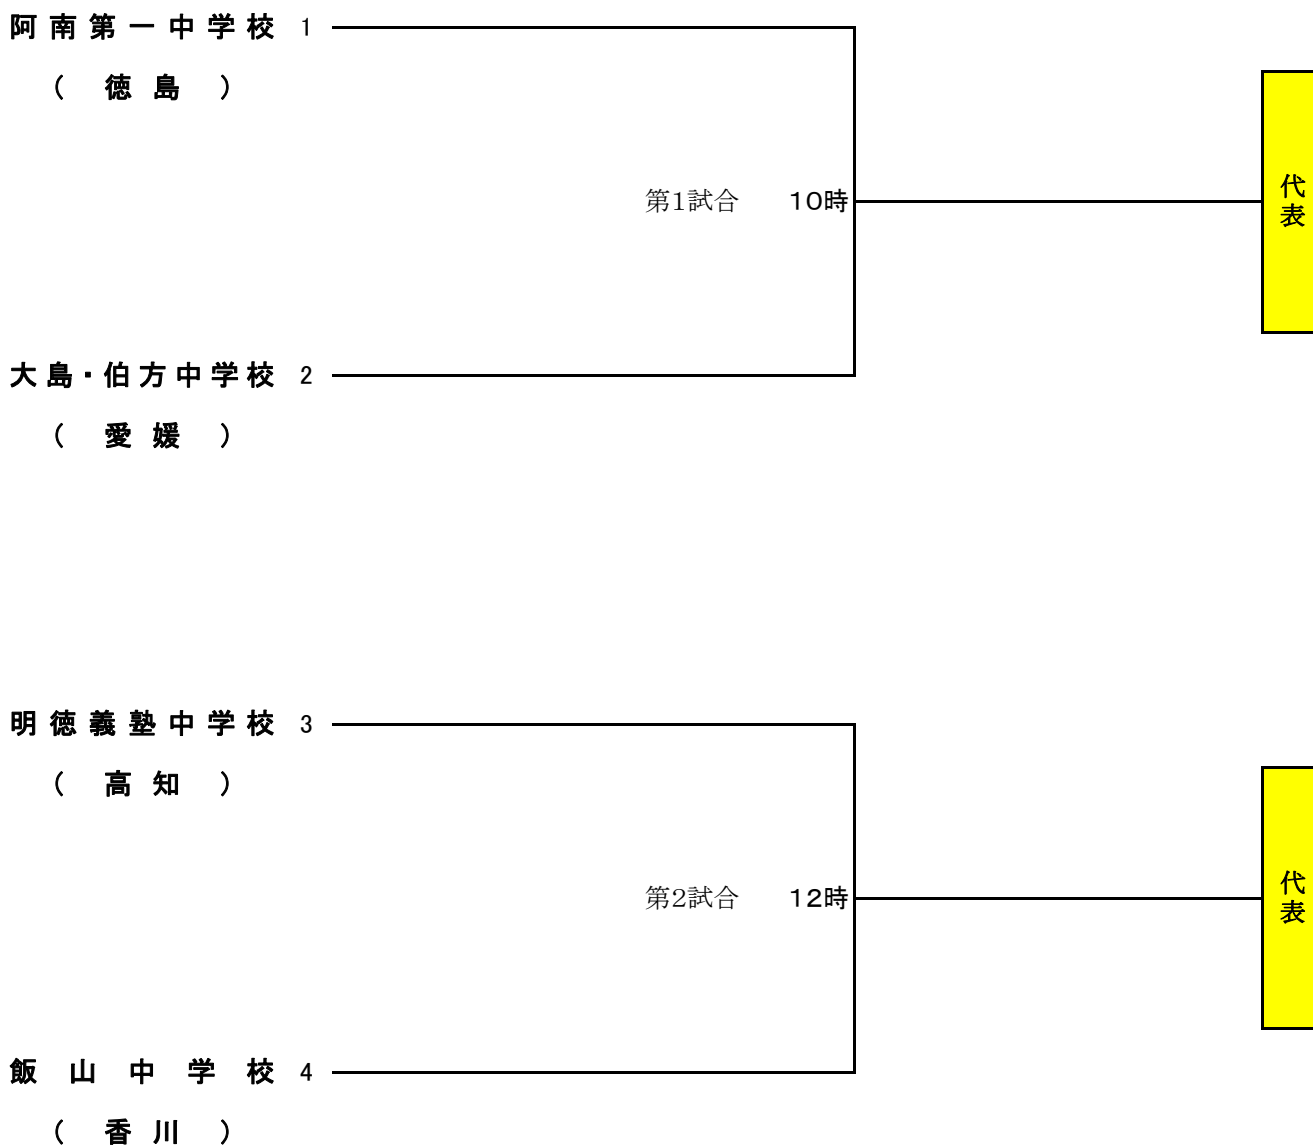 阿南第一中学校 1
（ 徳島 ）
第1試合 10時
代表
大島・伯方中学校 2
（ 愛媛 ）
明徳義塾中学校 3
（ 高知 ）
第2試合 12時
代表
飯山中学校 4
（ 香川 ）